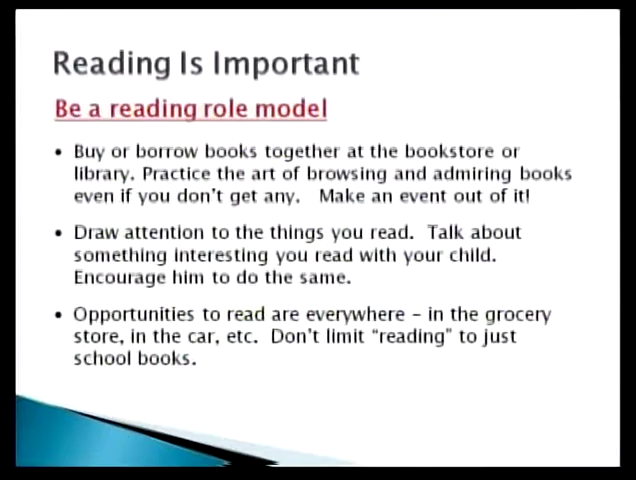 Reading Is Important
Be a reading role model
• Buy or borrow books together at the bookstore or
library. Practice the art of browsing and admiring books
even if you don't get any.   Make an event out of it!
• Draw attention to the things you read.  Talk about
something interesting you read with your child.
Encourage him to do the same.
• Opportunities to read are everywhere – in the grocery
store, in the car, etc.  Don't limit “reading” to just
school books.